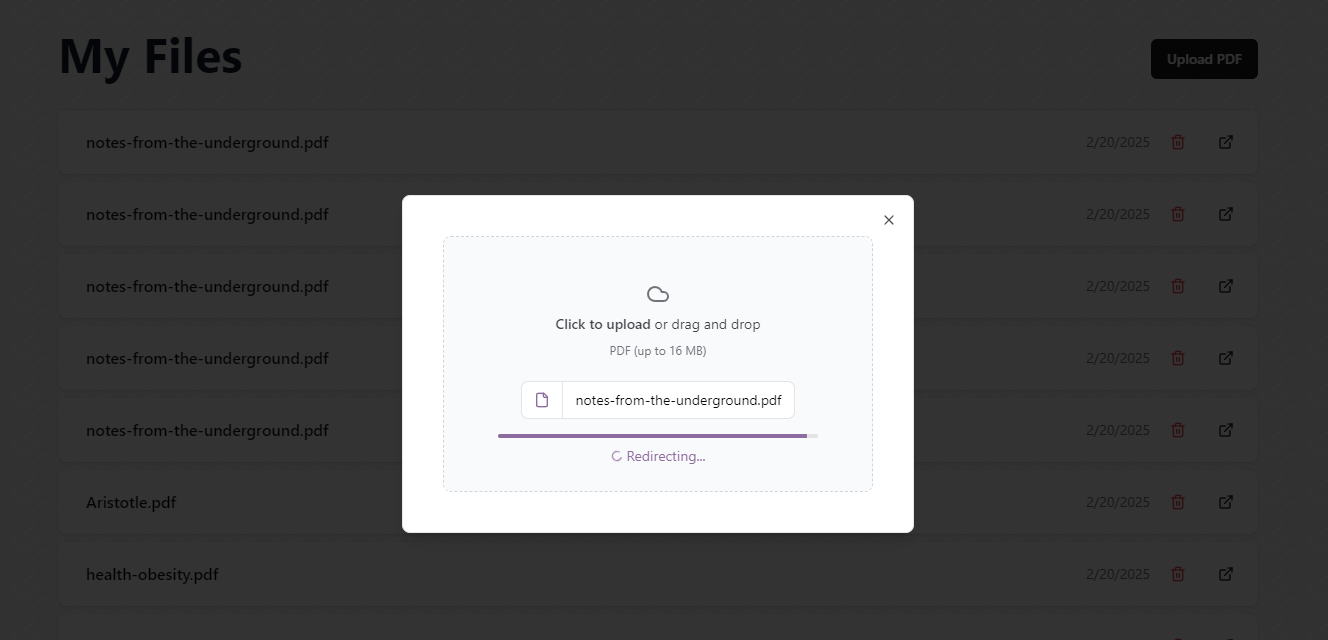 My Files
Upload PDF
notes-from-the-underground.pdf 2/20/2025
notes-from-the-underground.pdf 2/20/2025
notes-from-the-underground.pdf 2/20/2025
notes-from-the-underground.pdf 2/20/2025
notes-from-the-underground.pdf 2/20/2025
Aristotle.pdf 2/20/2025
health-obesity.pdf 2/20/2025
Click to upload or drag and drop
PDF (up to 16 MB)
notes-from-the-underground.pdf
Redirecting...